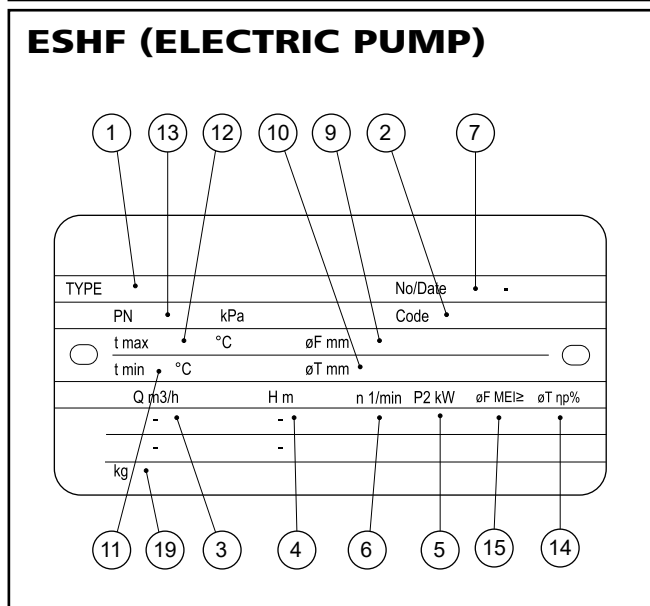 ESHF (ELECTRIC PUMP)
1 13 12 10 9 2 7
TYPE No/Date -
PN kPa Code
t max °C øF mm
t min °C øT mm
Q m3/h H m n 1/min P2 kW øF MEI≥ øT ηp%
- -
- -
kg
11 19 3 4 6 5 15 14